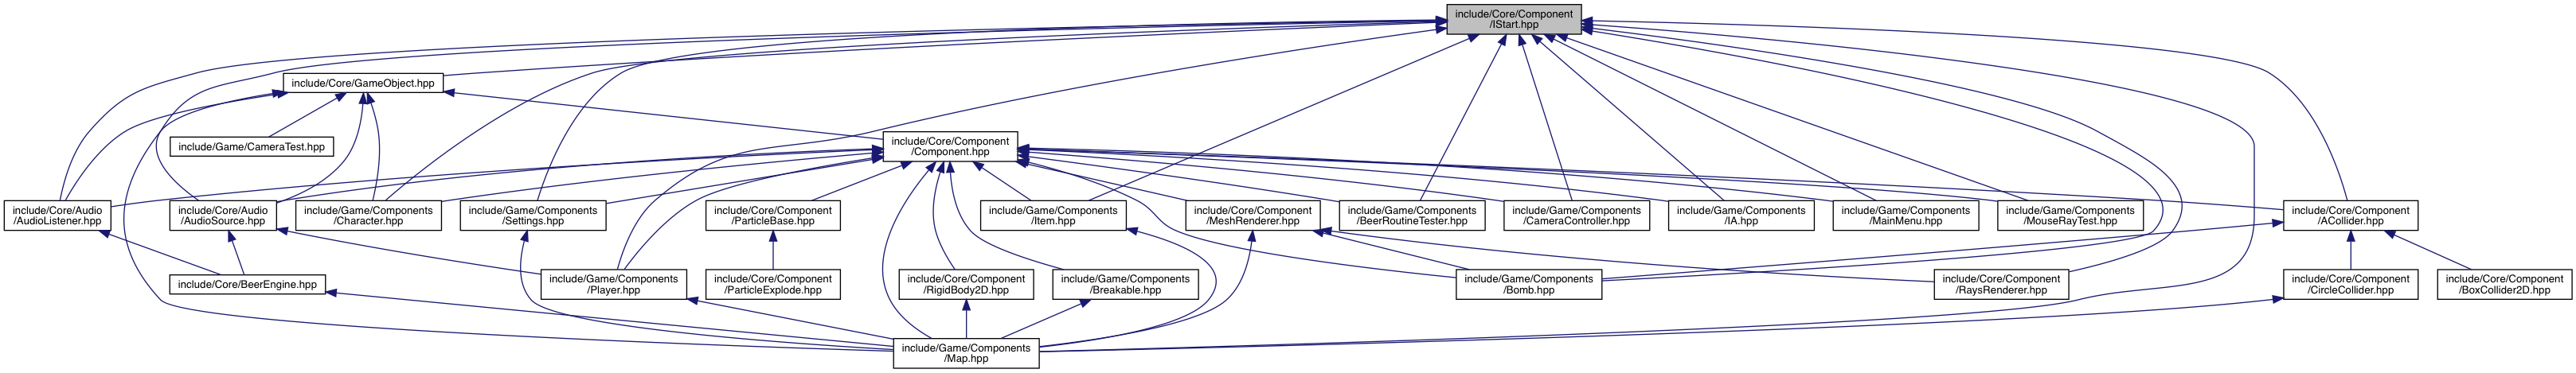 include/Core/Component
/IStart.hpp
include/Core/GameObject.hpp
include/Game/CameraTest.hpp
include/Core/Component
/Component.hpp
include/Core/Audio
/AudioListener.hpp
include/Core/Audio
/AudioSource.hpp
include/Game/Components
/Character.hpp
include/Game/Components
/Settings.hpp
include/Core/Component
/ParticleBase.hpp
include/Game/Components
/Item.hpp
include/Core/Component
/MeshRenderer.hpp
include/Game/Components
/BeerRoutineTester.hpp
include/Game/Components
/CameraController.hpp
include/Game/Components
/IA.hpp
include/Game/Components
/MainMenu.hpp
include/Game/Components
/MouseRayTest.hpp
include/Core/Component
/ACollider.hpp
include/Core/BeerEngine.hpp
include/Game/Components
/Player.hpp
include/Core/Component
/ParticleExplode.hpp
include/Core/Component
/RigidBody2D.hpp
include/Game/Components
/Breakable.hpp
include/Game/Components
/Bomb.hpp
include/Core/Component
/RaysRenderer.hpp
include/Core/Component
/CircleCollider.hpp
include/Core/Component
/BoxCollider2D.hpp
include/Game/Components
/Map.hpp